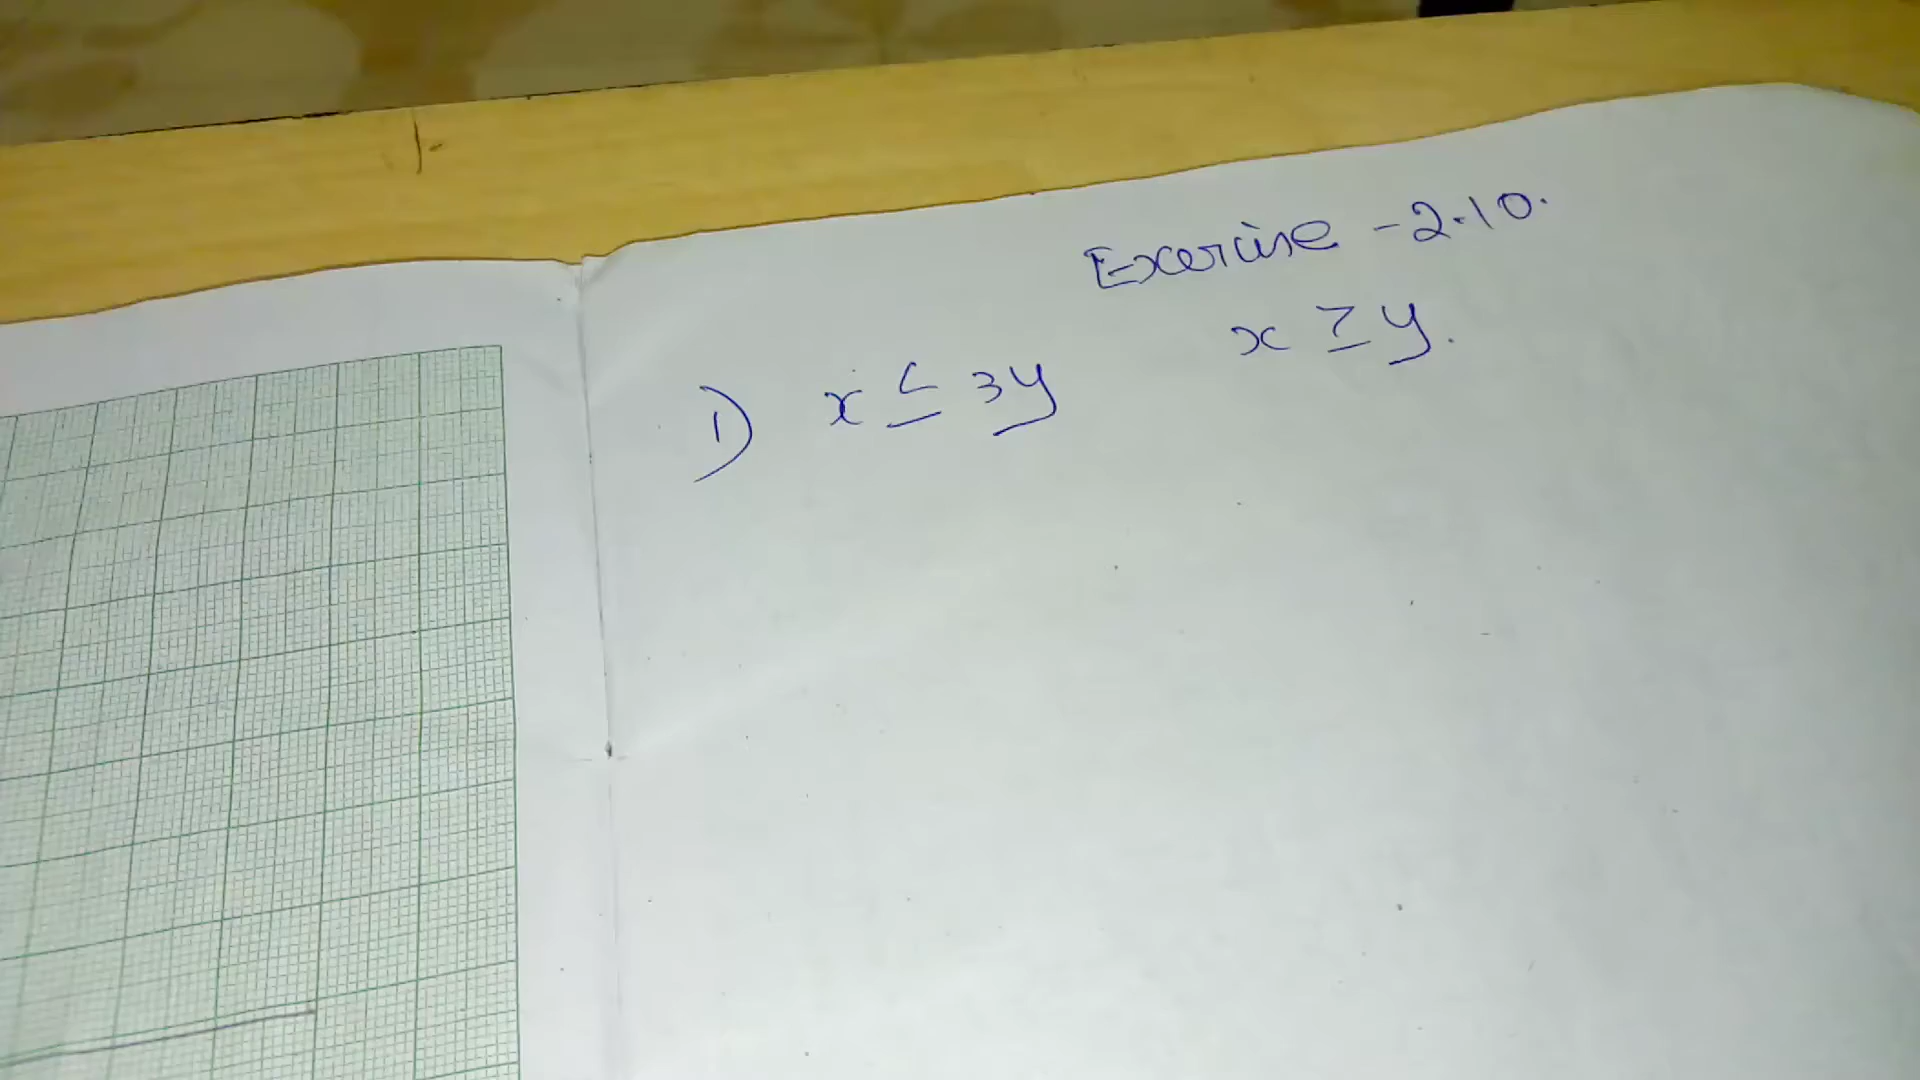 Exercise - 2.10.
1) x ≤ 3y x ≥ y.